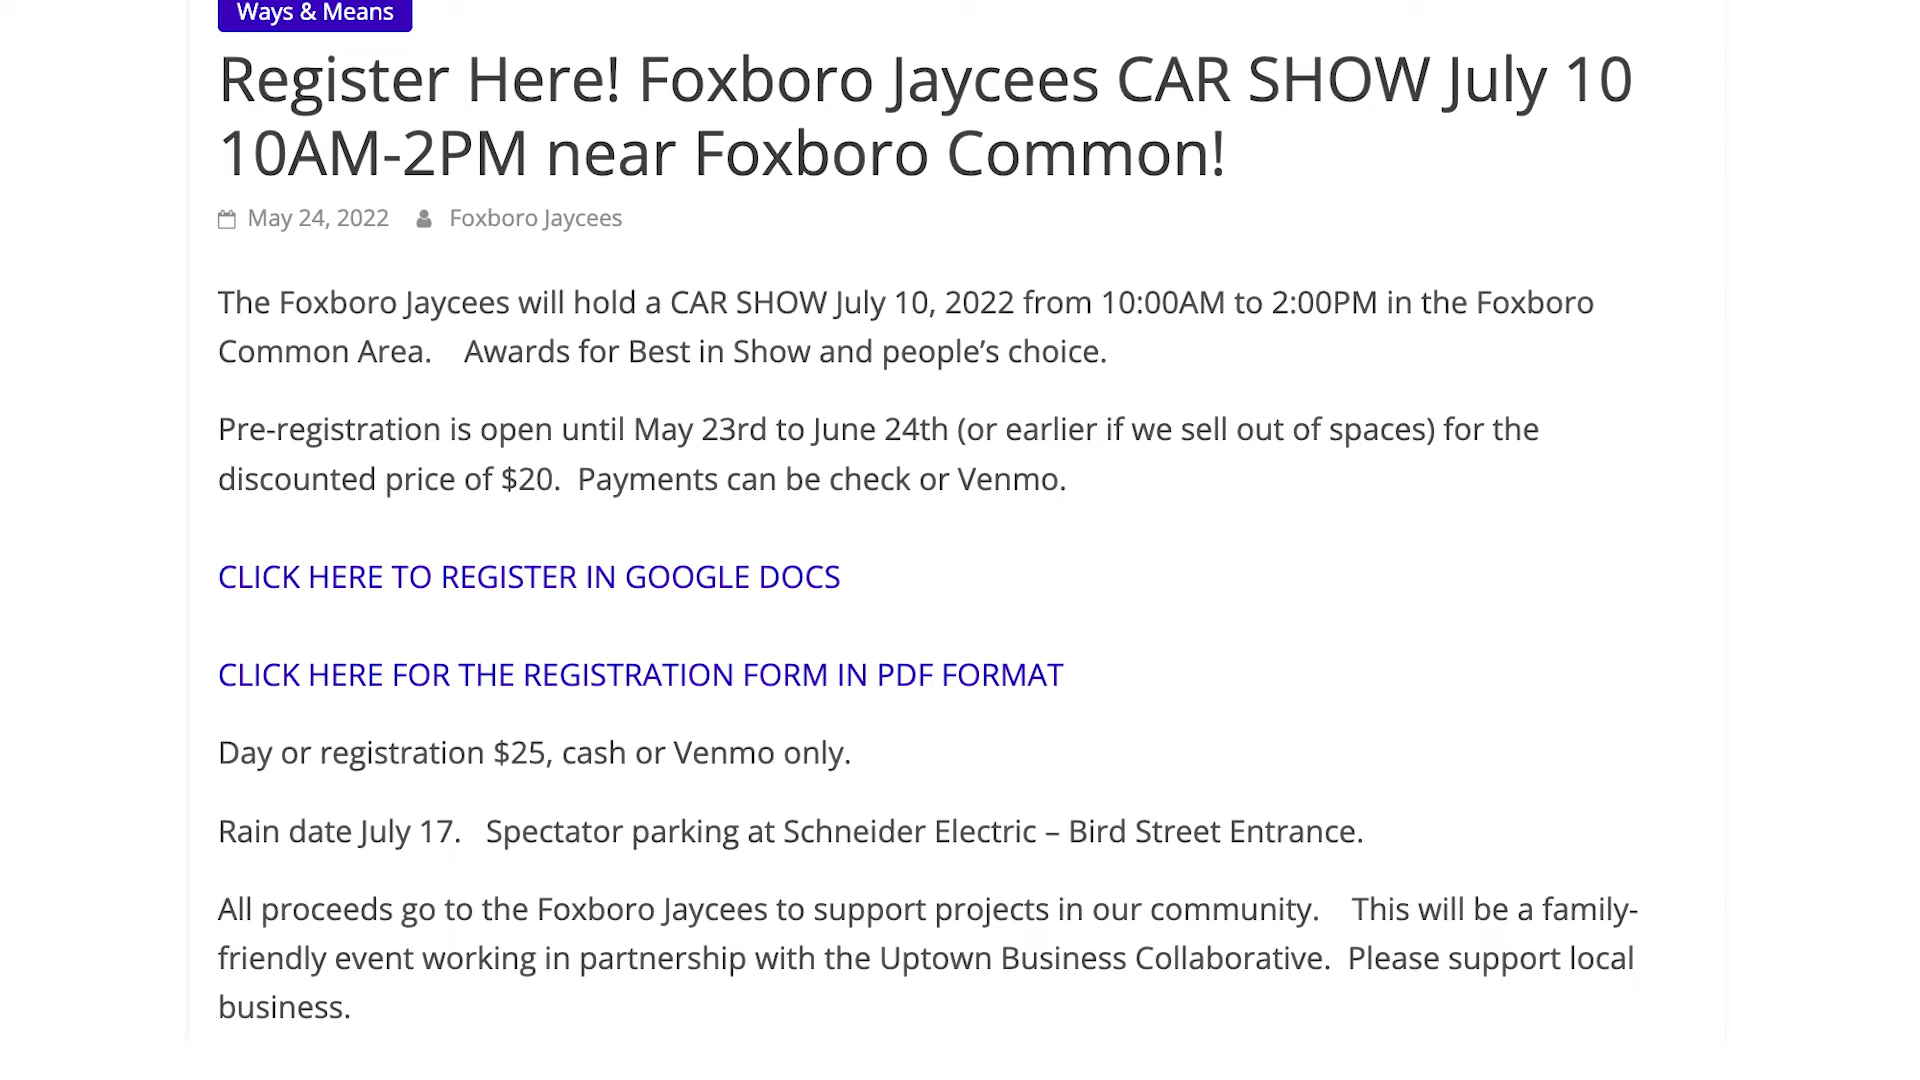 Ways & Means
Register Here! Foxboro Jaycees CAR SHOW July 10
10AM-2PM near Foxboro Common!
May 24, 2022 Foxboro Jaycees
The Foxboro Jaycees will hold a CAR SHOW July 10, 2022 from 10:00AM to 2:00PM in the Foxboro
Common Area. Awards for Best in Show and people’s choice.
Pre-registration is open until May 23rd to June 24th (or earlier if we sell out of spaces) for the
discounted price of $20. Payments can be check or Venmo.
CLICK HERE TO REGISTER IN GOOGLE DOCS
CLICK HERE FOR THE REGISTRATION FORM IN PDF FORMAT
Day or registration $25, cash or Venmo only.
Rain date July 17. Spectator parking at Schneider Electric – Bird Street Entrance.
All proceeds go to the Foxboro Jaycees to support projects in our community. This will be a family-
friendly event working in partnership with the Uptown Business Collaborative. Please support local
business.